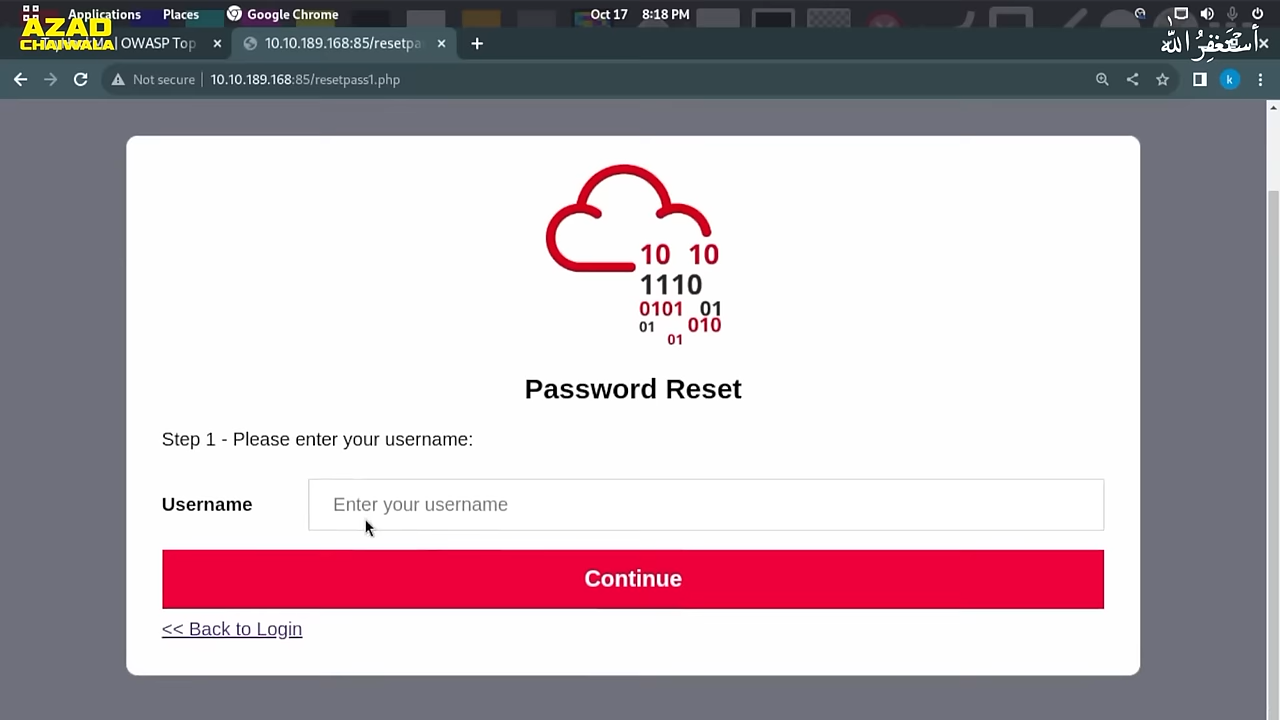 Applications Places Google Chrome Oct 17 8:18 PM
AZAD
CHAIWALA
| OWASP Top
10.10.189.168:85/resetpa
أستغفر الله
Not secure 10.10.189.168:85/resetpass1.php
k
10 10
1110
0101 01
01 010
01
Password Reset
Step 1 - Please enter your username:
Username Enter your username
Continue
<< Back to Login